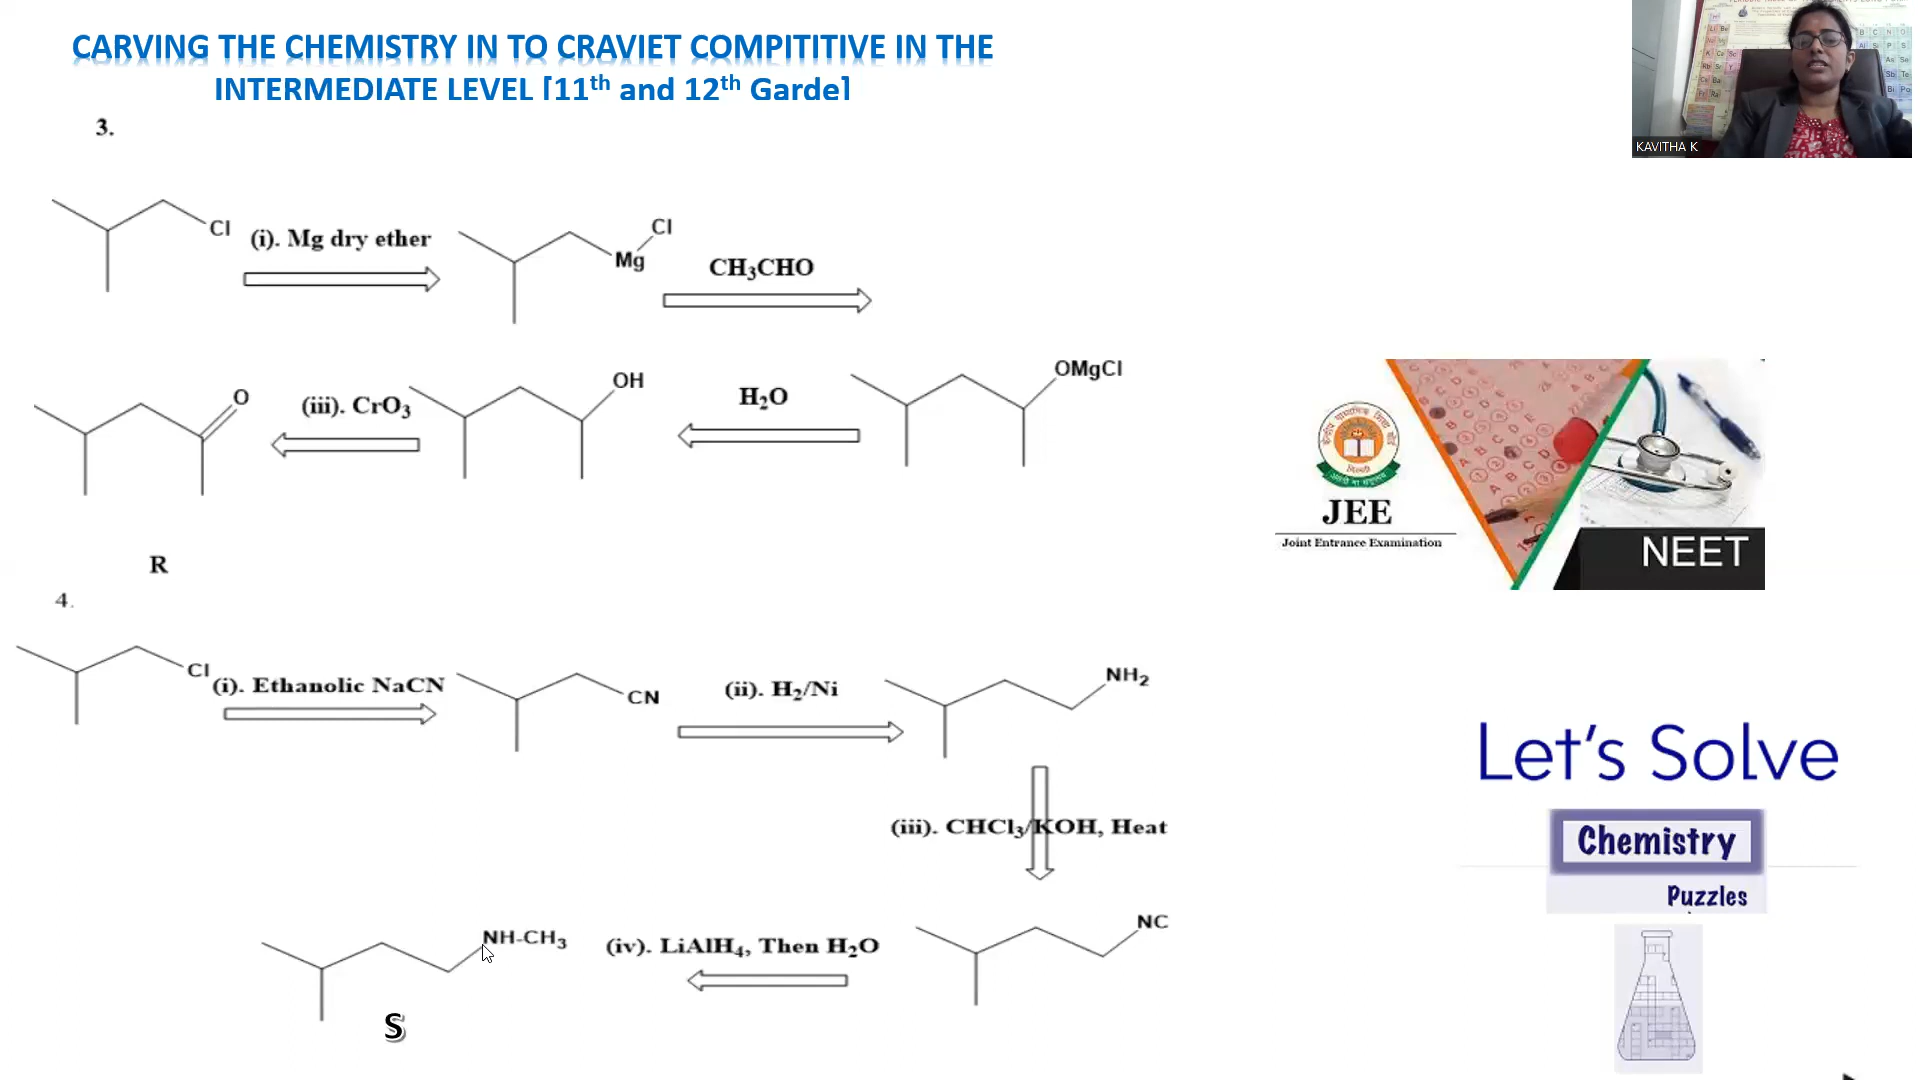 CARVING THE CHEMISTRY IN TO CRAVIET COMPITITIVE IN THE
INTERMEDIATE LEVEL [11th and 12th Garde]
KAVITHA K
3.
Cl
(i). Mg dry ether
Cl
Mg
CH3CHO
O
(iii). CrO3
OH
H2O
OMgCl
R
JEE
Joint Entrance Examination
NEET
4.
Cl
(i). Ethanolic NaCN
CN
(ii). H2/Ni
NH2
(iii). CHCl3/KOH, Heat
NH-CH3
(iv). LiAlH4, Then H2O
NC
S
Let's Solve
Chemistry
Puzzles